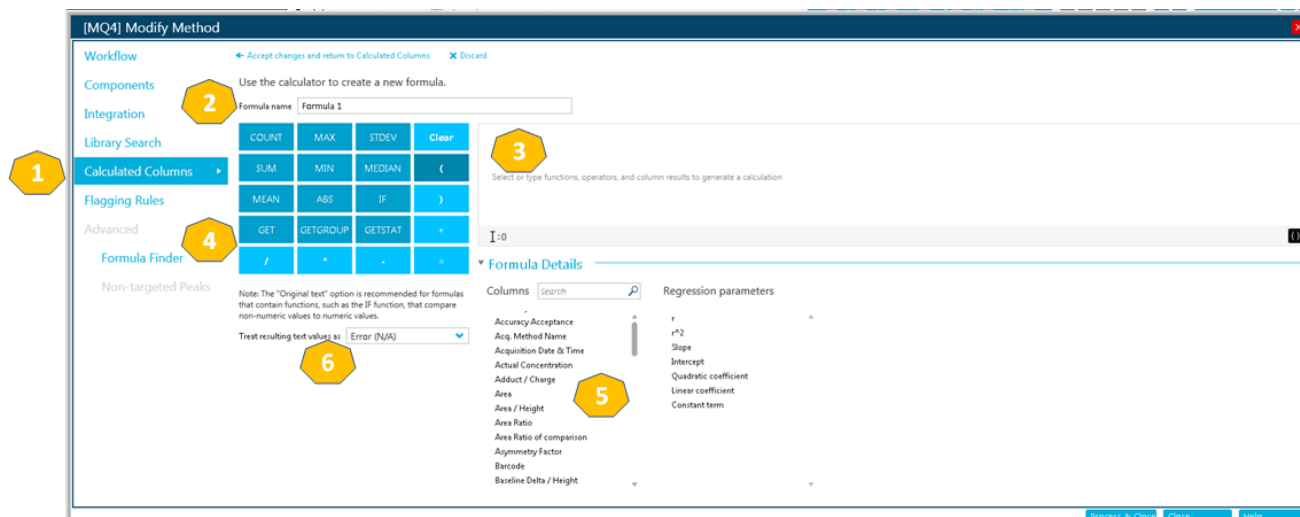 [MQ4] Modify Method
Workflow
Components
Integration
Library Search
Calculated Columns
Flagging Rules
Advanced
Formula Finder
Non-targeted Peaks
1
Accept changes and return to Calculated Columns X Discard
Use the calculator to create a new formula.
2
Formula name Formula 1
COUNT MAX STDEV Clear
SUM MIN MEDIAN (
MEAN ABS IF )
GET GETGROUP GETSTAT +
/ * - =
4
3
Select or type functions, operators, and column results to generate a calculation
:0
()
Note: The "Original text" option is recommended for formulas
that contain functions, such as the IF function, that compare
non-numeric values to numeric values.
Treat resulting text values as Error (N/A)
6
Formula Details
Columns Search
Accuracy Acceptance
Acq. Method Name
Acquisition Date & Time
Actual Concentration
Adduct / Charge
Area
Area / Height
Area Ratio
Area Ratio of comparison
Asymmetry Factor
Barcode
Baseline Delta / Height
5
Regression parameters
r
r^2
Slope
Intercept
Quadratic coefficient
Linear coefficient
Constant term
Process & Close Close Help